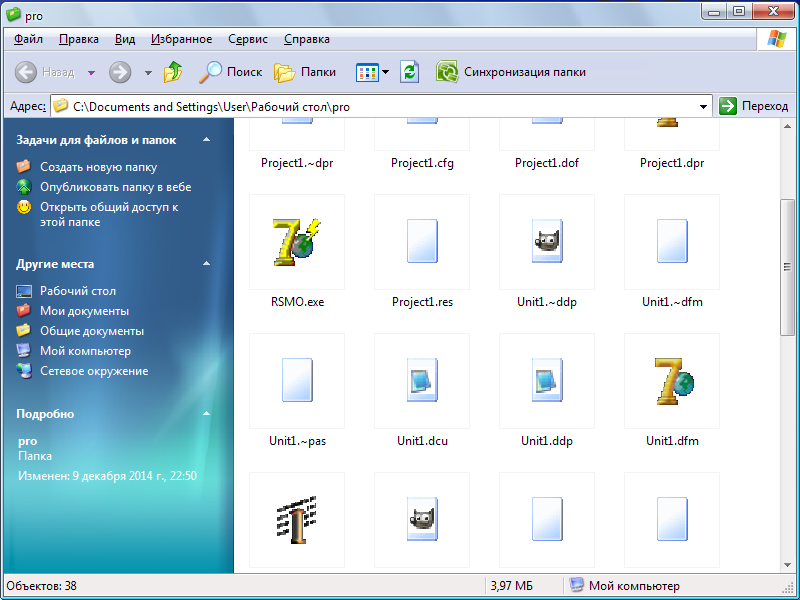 pro
Файл Правка Вид Избранное Сервис Справка
Назад Поиск Папки Синхронизация папки
Адрес: C:\Documents and Settings\User\Рабочий стол\pro Переход
Задачи для файлов и папок
Создать новую папку
Опубликовать папку в вебе
Открыть общий доступ к
этой папке
Другие места
Рабочий стол
Мои документы
Общие документы
Мой компьютер
Сетевое окружение
Подробно
pro
Папка
Изменен: 9 декабря 2014 г., 22:50
Project1.~dpr Project1.cfg Project1.dof Project1.dpr
RSMO.exe Project1.res Unit1.~ddp Unit1.~dfm
Unit1.~pas Unit1.dcu Unit1.ddp Unit1.dfm
Объектов: 38 3,97 МБ Мой компьютер